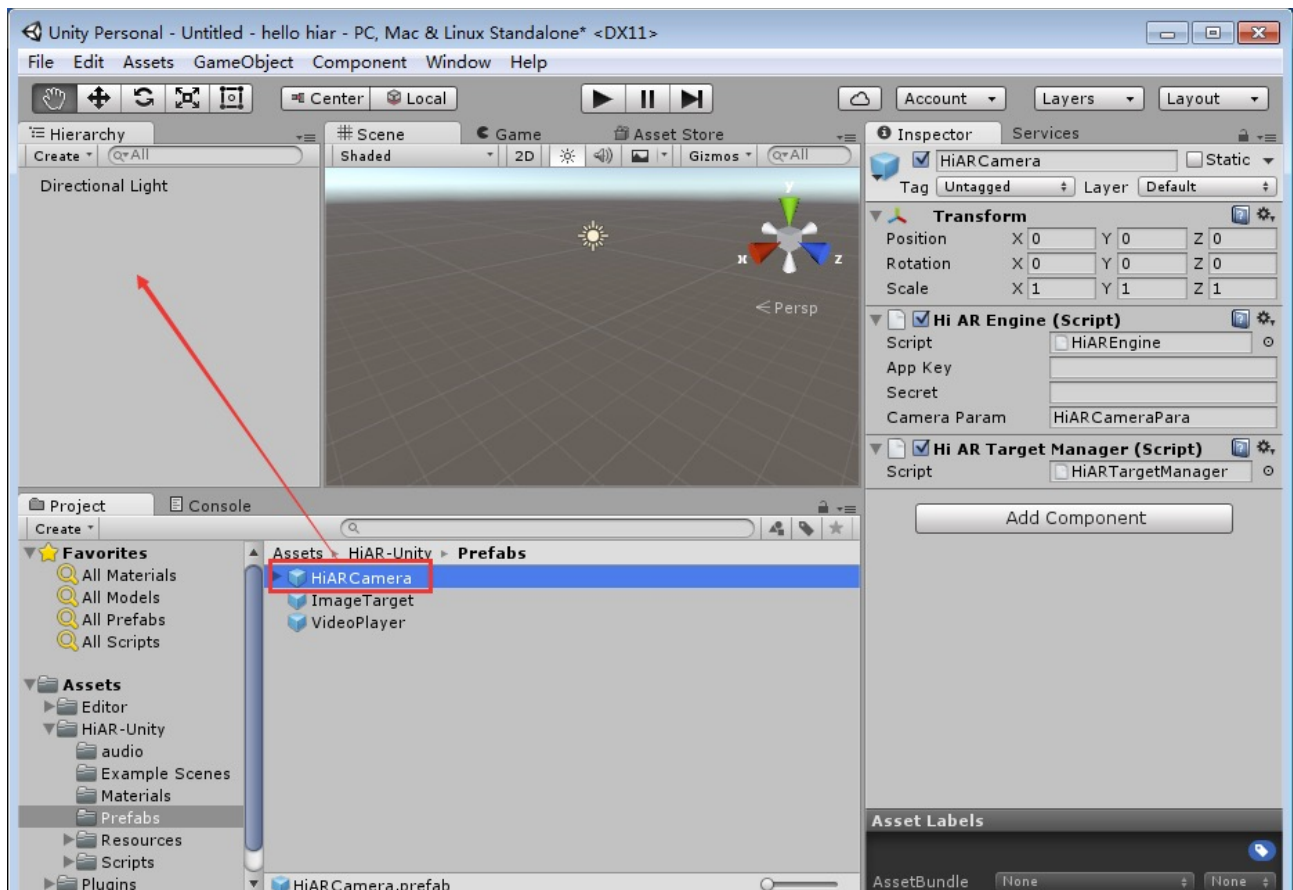 Unity Personal - Untitled - hello hiar - PC, Mac & Linux Standalone* <DX11>
File Edit Assets GameObject Component Window Help
Center Local Account Layers Layout
Hierarchy
Create All
Directional Light
# Scene Game Asset Store
Shaded 2D Gizmos All
y
x z
Persp
Inspector Services
HiARCamera Static
Tag Untagged Layer Default
Transform
Position X 0 Y 0 Z 0
Rotation X 0 Y 0 Z 0
Scale X 1 Y 1 Z 1
Hi AR Engine (Script)
Script HiAREngine
App Key
Secret
Camera Param HiARCameraPara
Hi AR Target Manager (Script)
Script HiARTargetManager
Add Component
Project Console
Create
Favorites
All Materials
All Models
All Prefabs
All Scripts
Assets
Editor
HiAR-Unity
audio
Example Scenes
Materials
Prefabs
Resources
Scripts
Plugins
Assets HiAR-Unity Prefabs
HiARCamera
ImageTarget
VideoPlayer
HiARCamera.prefab
Asset Labels
AssetBundle None None